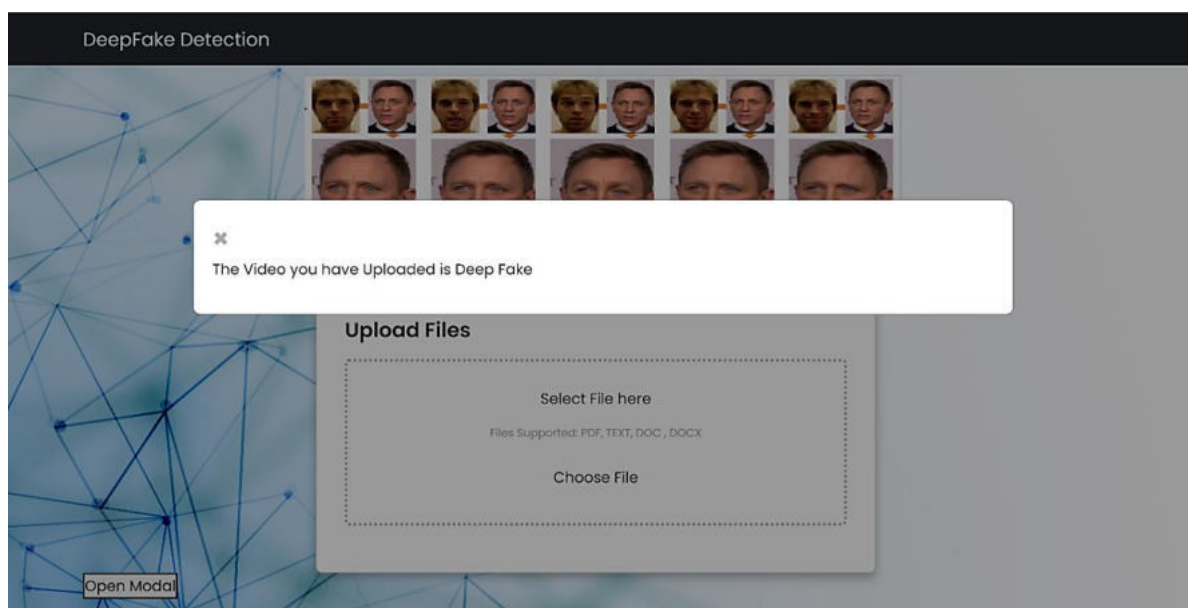 DeepFake Detection
✖
The Video you have Uploaded is Deep Fake
Upload Files
Select File here
Files Supported: PDF, TEXT, DOC , DOCX
Choose File
Open Modal